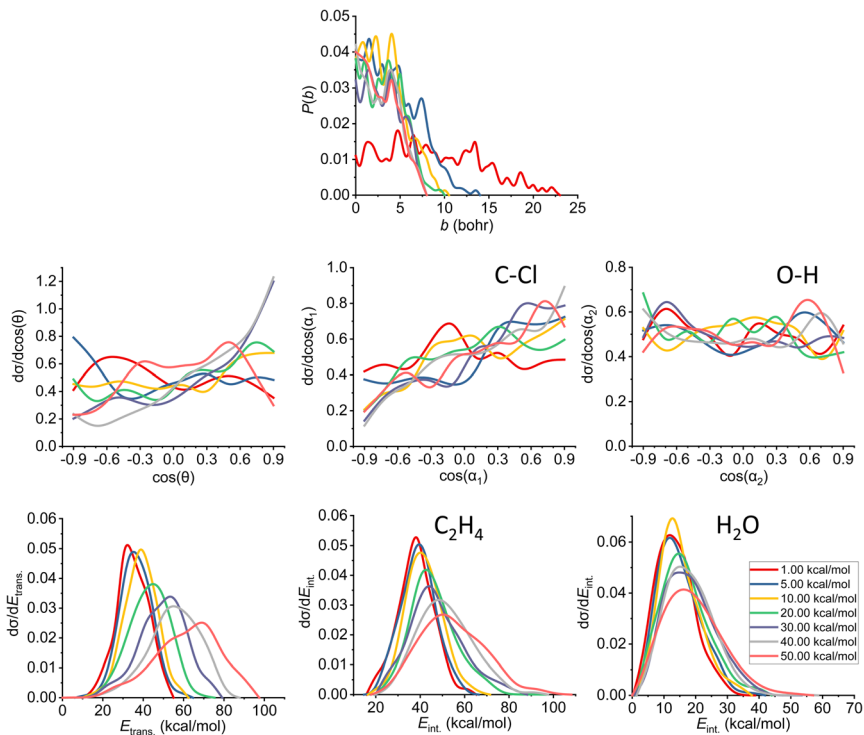 0.05
0.04
0.03
0.02
0.01
0.00
P(b)
0 5 10 15 20 25
b (bohr)
1.2
1.0
0.8
0.6
0.4
0.2
0.0
dσ/dcos(θ)
-0.9 -0.6 -0.3 0.0 0.3 0.6 0.9
cos(θ)
C-Cl
1.0
0.8
0.6
0.4
0.2
0.0
dσ/dcos(α₁)
-0.9 -0.6 -0.3 0.0 0.3 0.6 0.9
cos(α₁)
O-H
0.8
0.6
0.4
0.2
0.0
dσ/dcos(α₂)
-0.9 -0.6 -0.3 0.0 0.3 0.6 0.9
cos(α₂)
0.06
0.05
0.04
0.03
0.02
0.01
0.00
dσ/dE_trans.
0 20 40 60 80 100
E_trans. (kcal/mol)
C₂H₄
0.06
0.05
0.04
0.03
0.02
0.01
0.00
dσ/dE_int.
20 40 60 80 100
E_int. (kcal/mol)
H₂O
0.08
0.06
0.04
0.02
0.00
dσ/dE_int.
0 10 20 30 40 50 60 70
E_int. (kcal/mol)
1.00 kcal/mol
5.00 kcal/mol
10.00 kcal/mol
20.00 kcal/mol
30.00 kcal/mol
40.00 kcal/mol
50.00 kcal/mol